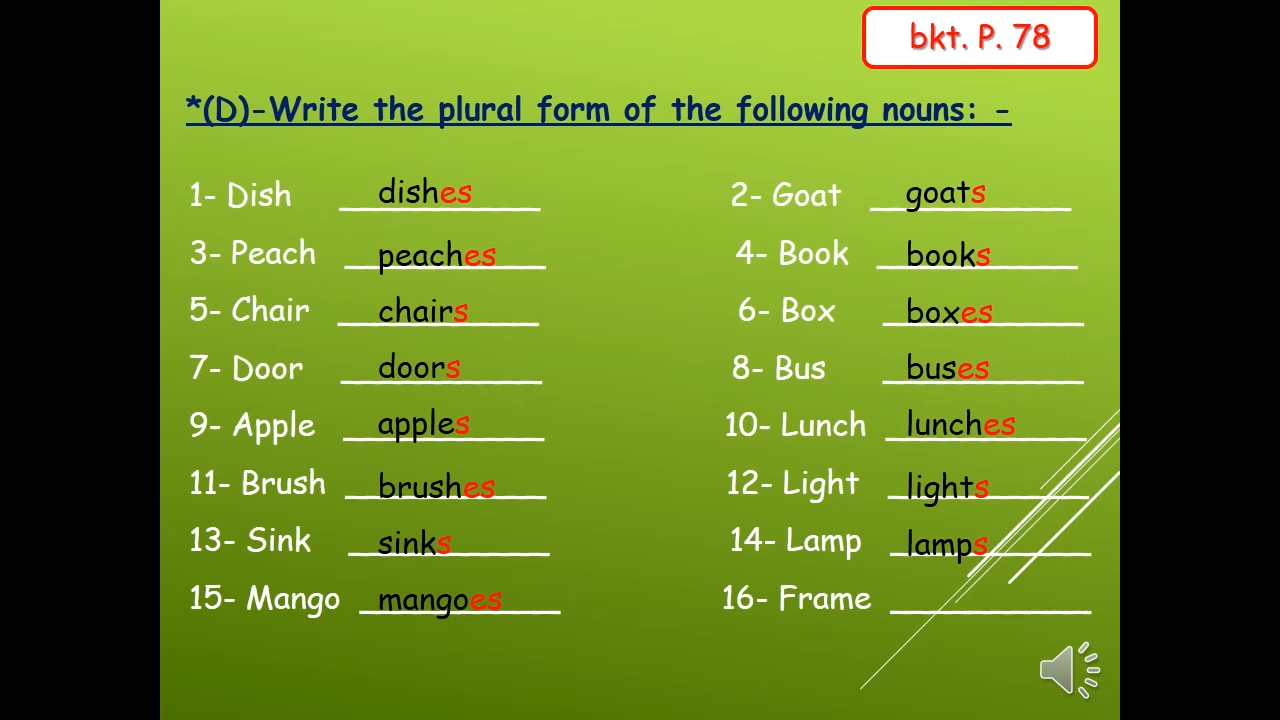 bkt. P. 78
*(D)-Write the plural form of the following nouns: -
1- Dish dishes 2- Goat goats
3- Peach peaches 4- Book books
5- Chair chairs 6- Box boxes
7- Door doors 8- Bus buses
9- Apple apples 10- Lunch lunches
11- Brush brushes 12- Light lights
13- Sink sinks 14- Lamp lamps
15- Mango mangoes 16- Frame